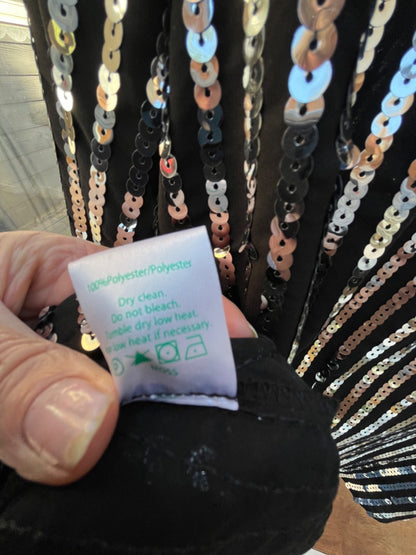 100%Polyester/Polyester
Dry clean.
Do not bleach.
Tumble dry low heat.
low heat if necessary.